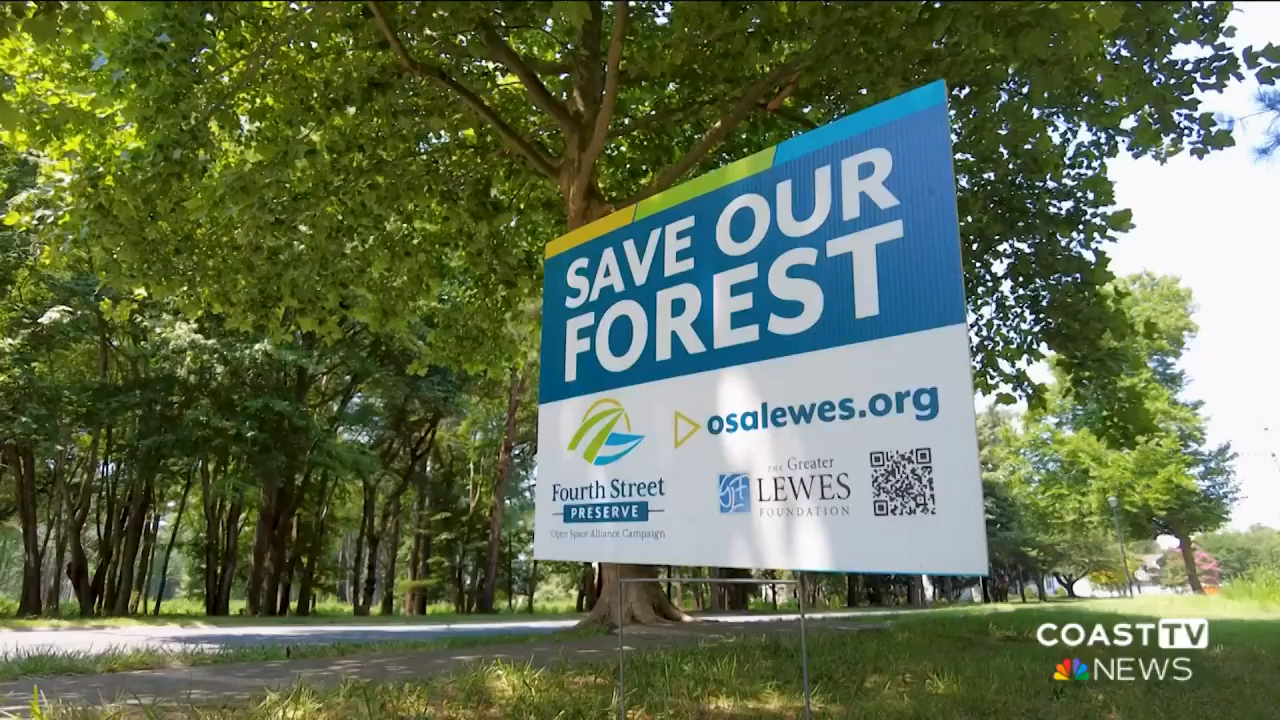 SAVE OUR
FOREST
osalewes.org
Fourth Street
PRESERVE
Open Space Alliance Campaign
THE Greater
LEWES
FOUNDATION
COAST TV
NEWS